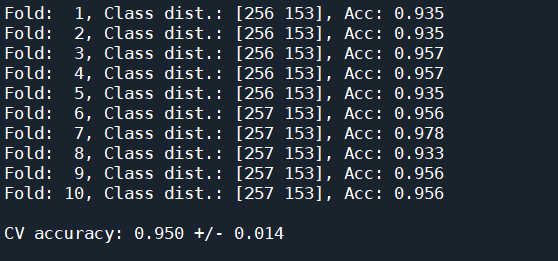 Fold:  1, Class dist.: [256 153], Acc: 0.935
Fold:  2, Class dist.: [256 153], Acc: 0.935
Fold:  3, Class dist.: [256 153], Acc: 0.957
Fold:  4, Class dist.: [256 153], Acc: 0.957
Fold:  5, Class dist.: [256 153], Acc: 0.935
Fold:  6, Class dist.: [257 153], Acc: 0.956
Fold:  7, Class dist.: [257 153], Acc: 0.978
Fold:  8, Class dist.: [257 153], Acc: 0.933
Fold:  9, Class dist.: [257 153], Acc: 0.956
Fold: 10, Class dist.: [257 153], Acc: 0.956
CV accuracy: 0.950 +/- 0.014